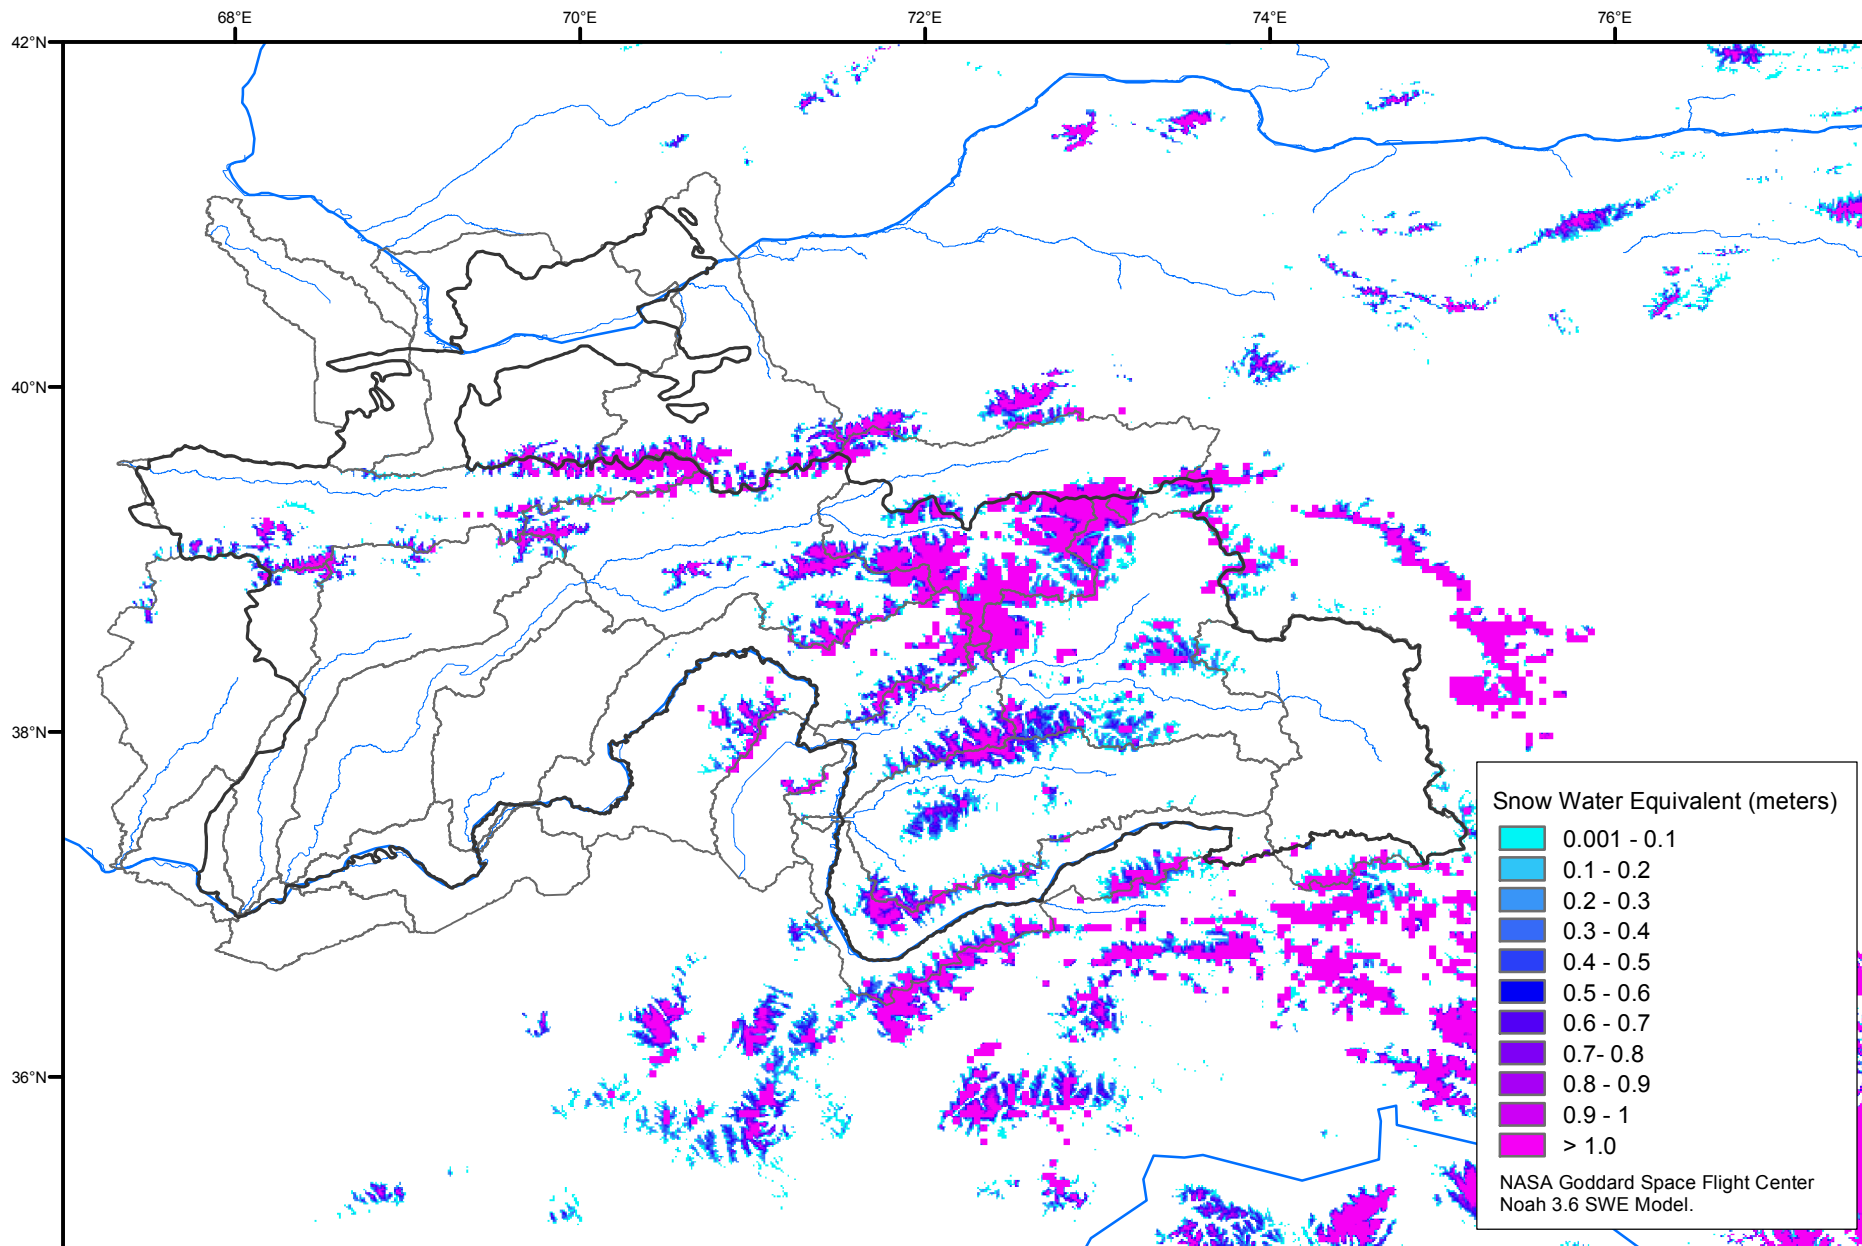 68°E
70°E
72°E
74°E
76°E
42°N
40°N
38°N
36°N
Snow Water Equivalent (meters)
0.001 - 0.1
0.1 - 0.2
0.2 - 0.3
0.3 - 0.4
0.4 - 0.5
0.5 - 0.6
0.6 - 0.7
0.7- 0.8
0.8 - 0.9
0.9 - 1
> 1.0
NASA Goddard Space Flight Center
Noah 3.6 SWE Model.